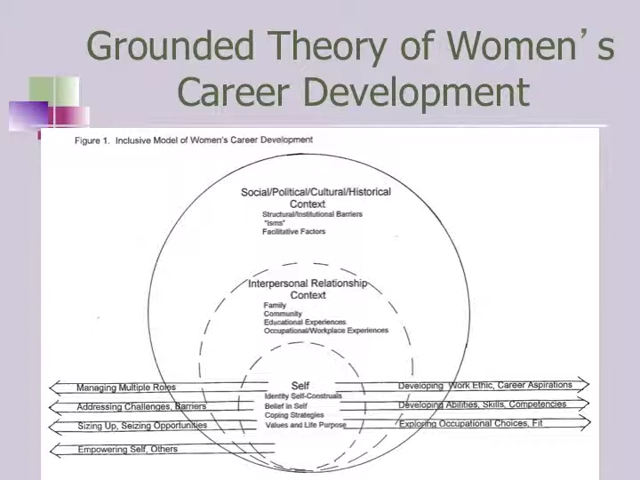 Grounded Theory of Women's
Career Development
Figure 1. Inclusive Model of Women's Career Development
Social/Political/Cultural/Historical
Context
Structural/Institutional Barriers
"Isms"
Facilitative Factors
Interpersonal Relationship
Context
Family
Community
Educational Experiences
Occupational/Workplace Experiences
Self
Identity Self-Construals
Belief in Self
Coping Strategies
Values and Life Purpose
Managing Multiple Roles
Addressing Challenges, Barriers
Sizing Up, Seizing Opportunities
Empowering Self, Others
Developing Work Ethic, Career Aspirations
Developing Abilities, Skills, Competencies
Exploring Occupational Choices, Fit